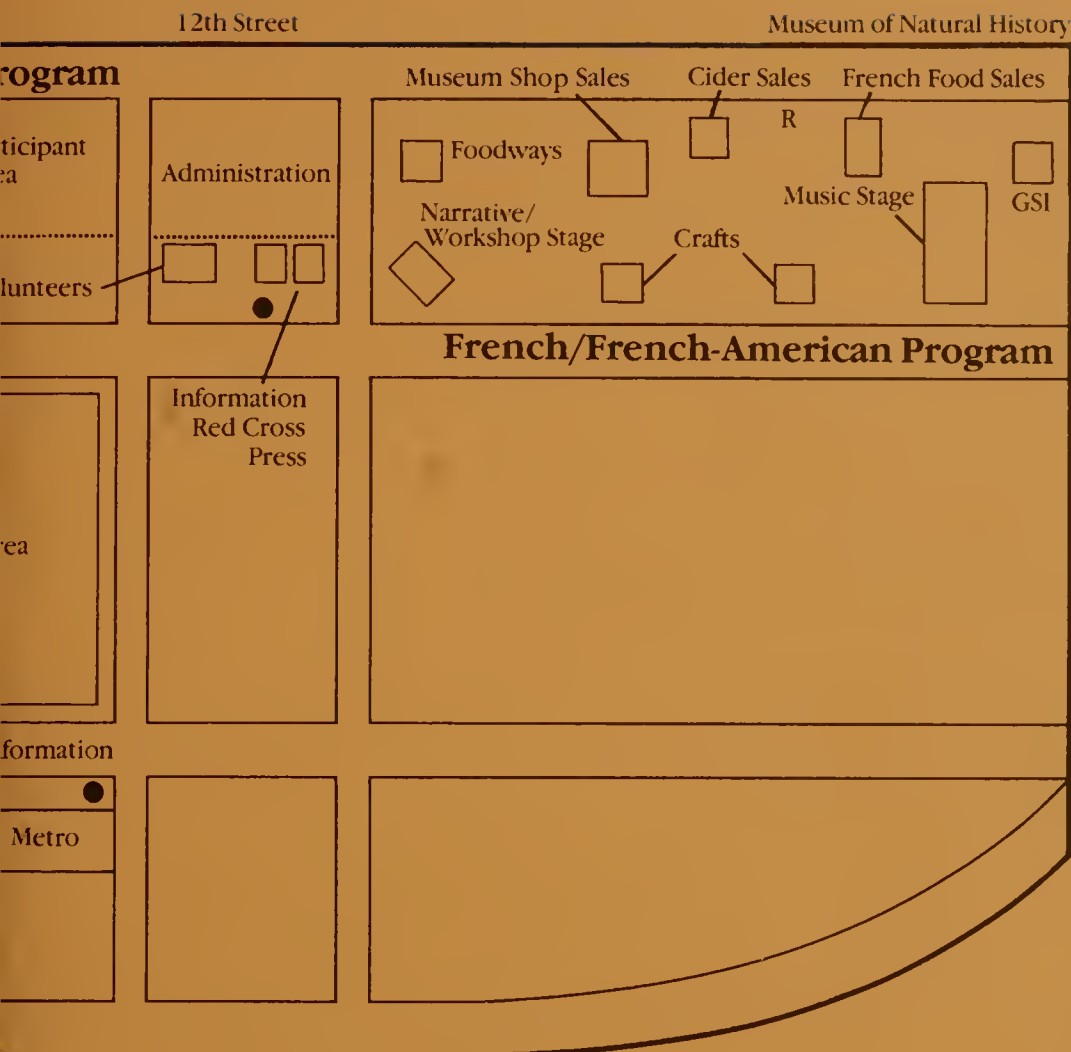 12th Street
Museum of Natural History
rogram
Museum Shop Sales
Cider Sales
French Food Sales
R
ticipant
ea
Administration
Foodways
Music Stage
GSI
Narrative/
Workshop Stage
Crafts
lunteers
French/French-American Program
Information
Red Cross
Press
rea
formation
Metro